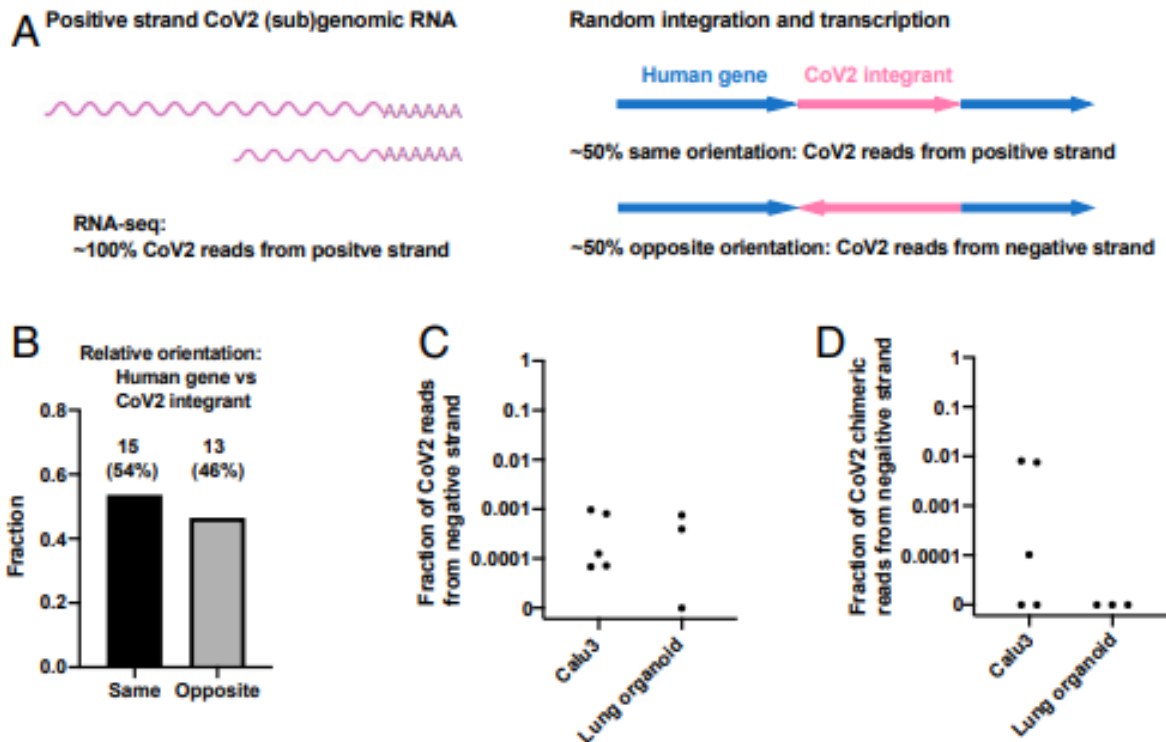 A
Positive strand CoV2 (sub)genomic RNA
AAAAAA
AAAAAA
RNA-seq:
~100% CoV2 reads from positve strand
Random integration and transcription
Human gene
CoV2 integrant
~50% same orientation: CoV2 reads from positive strand
~50% opposite orientation: CoV2 reads from negative strand
B
Relative orientation:
Human gene vs
CoV2 integrant
Fraction
0.8
0.6
0.4
0.2
0.0
15
(54%)
13
(46%)
Same
Opposite
C
Fraction of CoV2 reads
from negative strand
1
0.1
0.01
0.001
0.0001
0
Calu3
Lung organoid
D
Fraction of CoV2 chimeric
reads from negaitive strand
1
0.1
0.01
0.001
0.0001
0
Calu3
Lung organoid